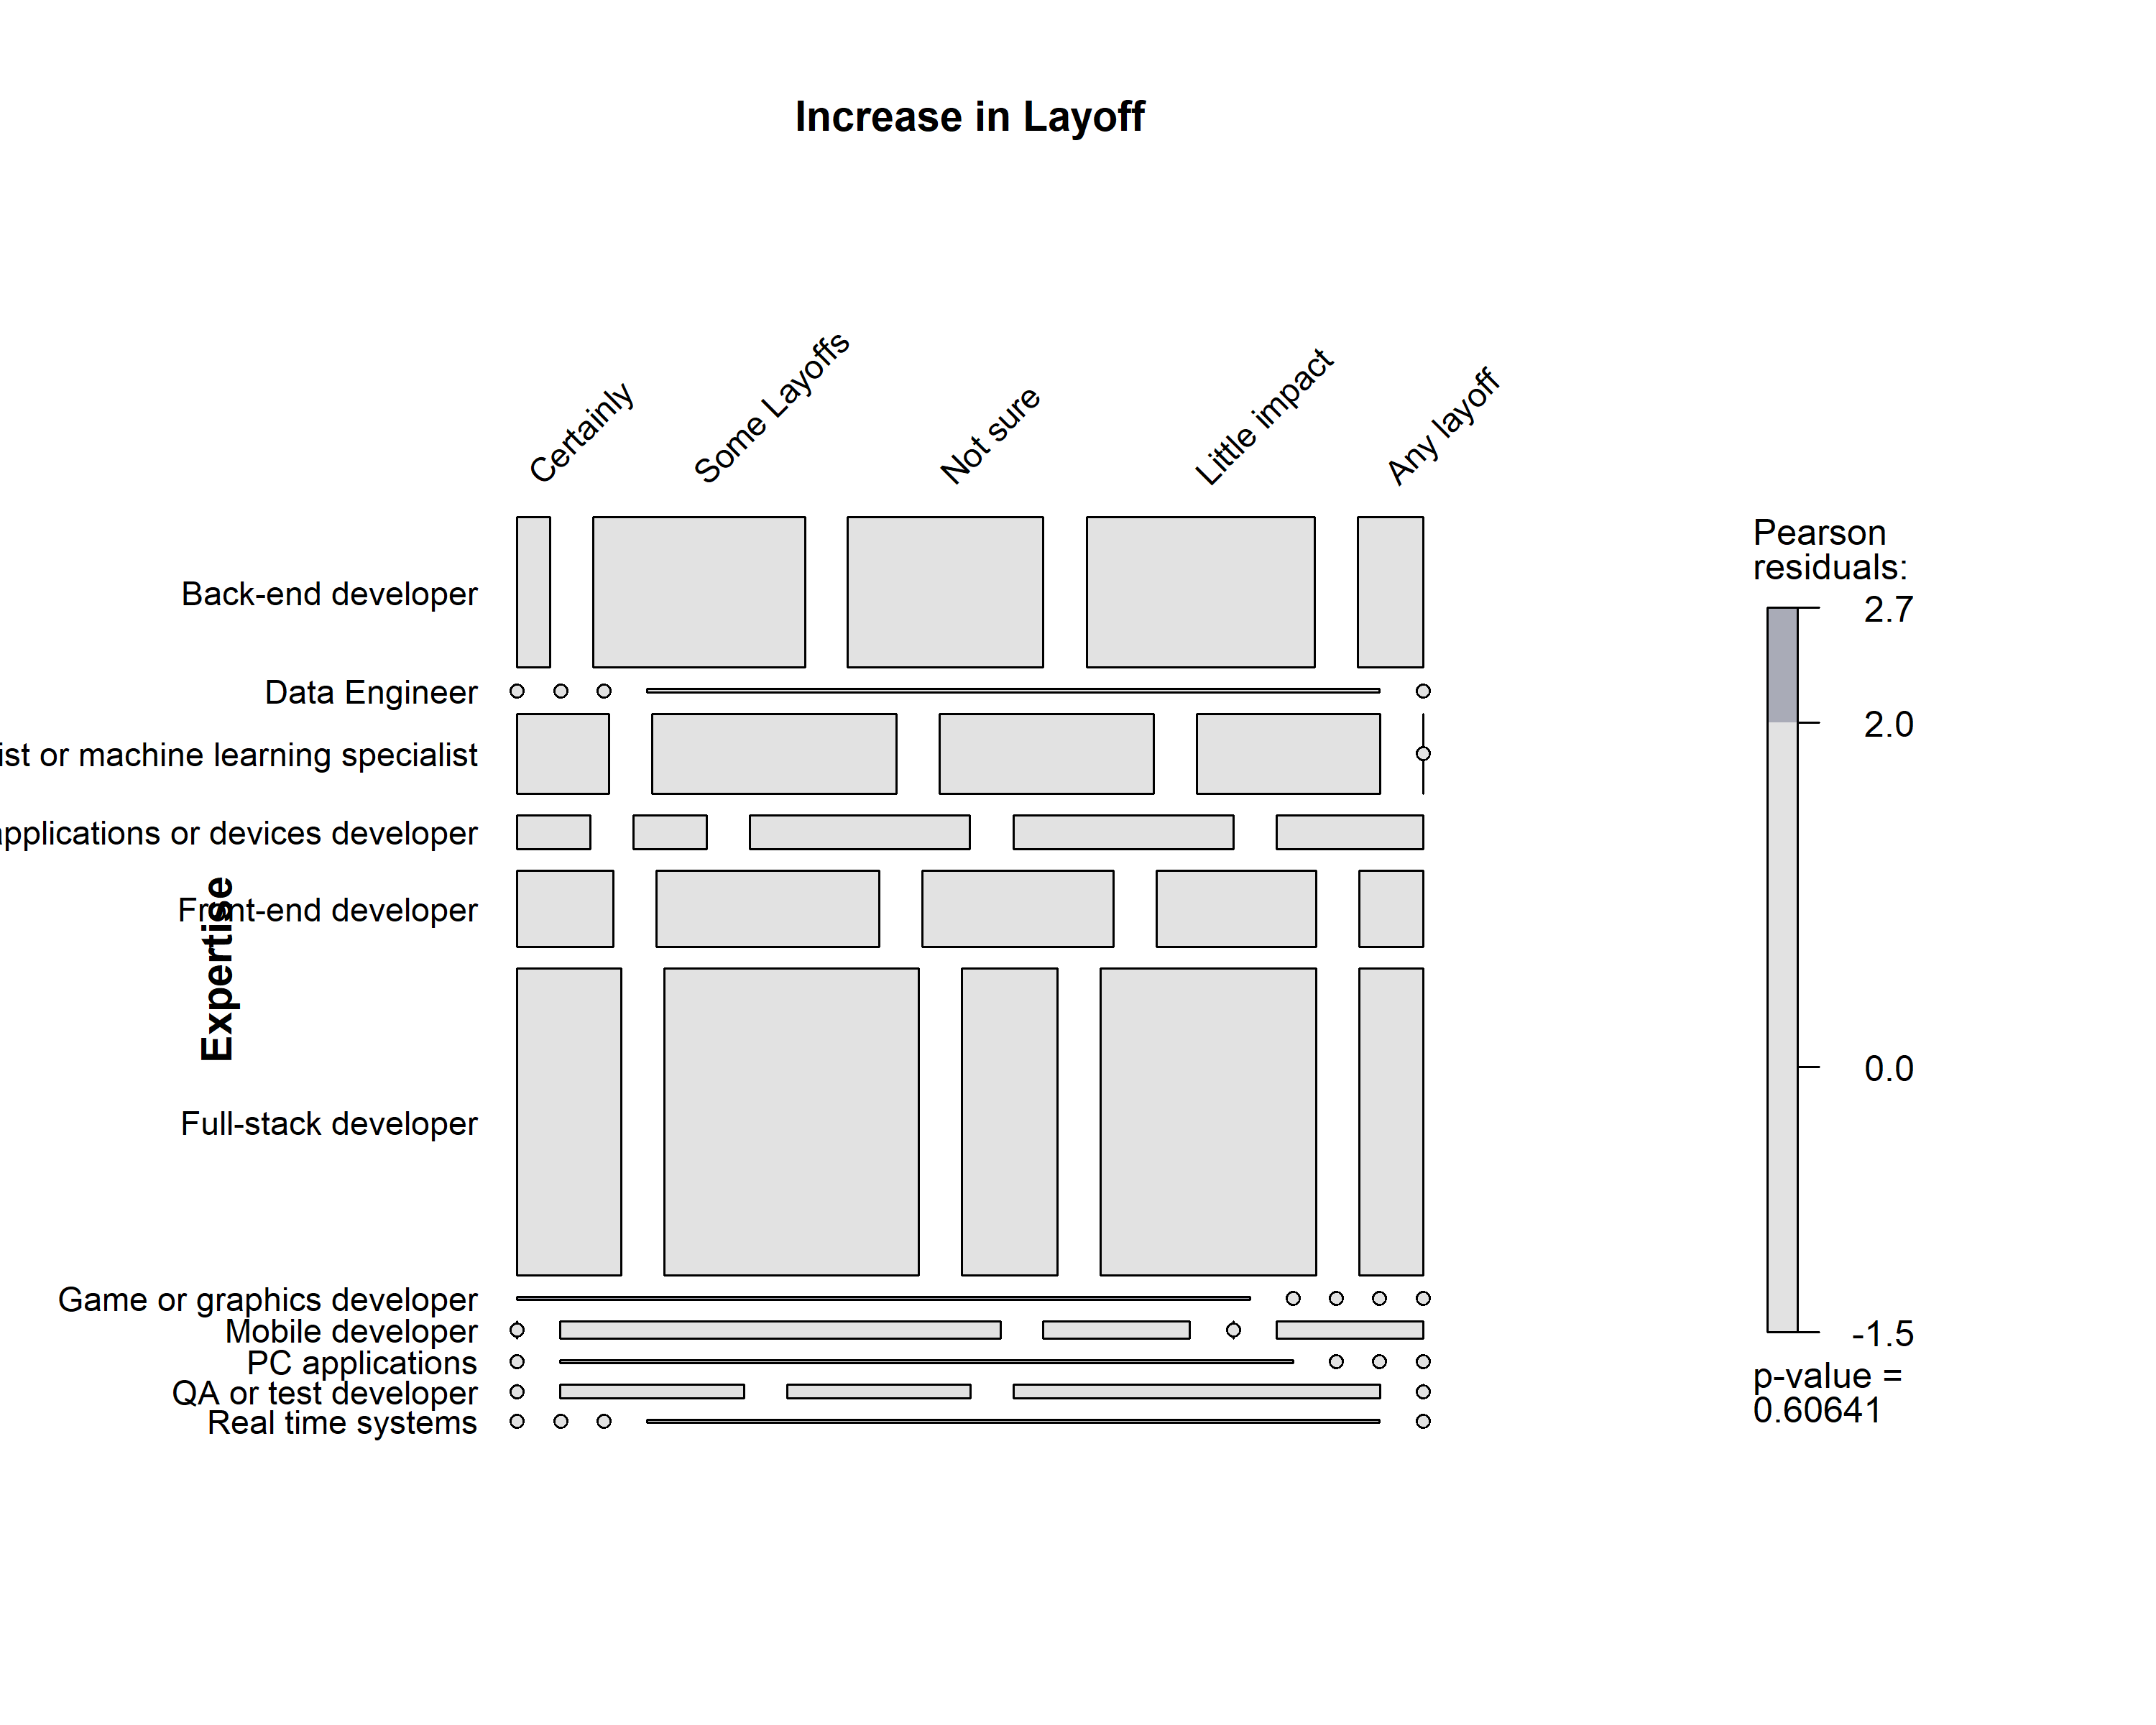 Increase in Layoff
Certainly
Some Layoffs
Not sure
Little impact
Any layoff
Expertise
Back-end developer
Data Engineer
or machine learning specialist
or devices developer
Front-end developer
Full-stack developer
Game or graphics developer
Mobile developer
PC applications
QA or test developer
Real time systems
Pearson
residuals:
2.7
2.0
0.0
-1.5
p-value =
0.60641